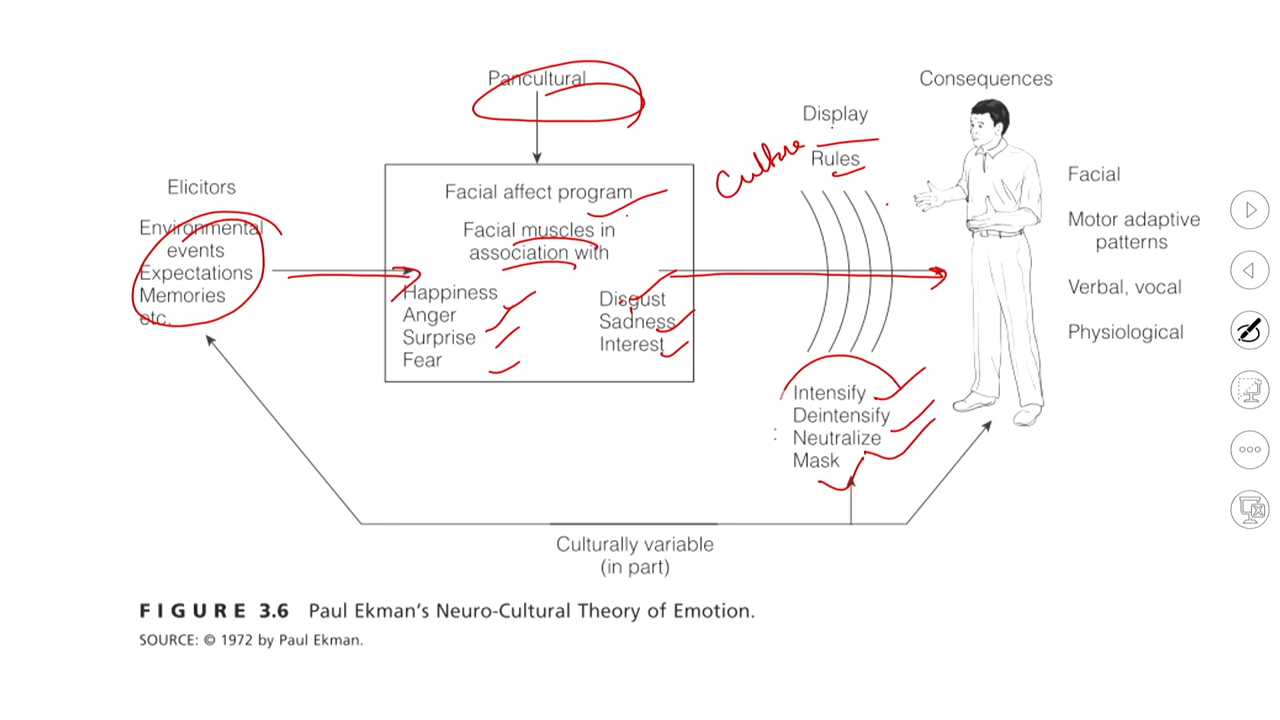 Pancultural
Consequences
Display
Rules
Culture
Elicitors
Environmental
events
Expectations
Memories
etc.
Facial affect program
Facial muscles in
association with
Happiness
Anger
Surprise
Fear
Disgust
Sadness
Interest
Facial
Motor adaptive
patterns
Verbal, vocal
Physiological
Intensify
Deintensify
Neutralize
Mask
Culturally variable
(in part)
FIGURE 3.6 Paul Ekman's Neuro-Cultural Theory of Emotion.
SOURCE: © 1972 by Paul Ekman.